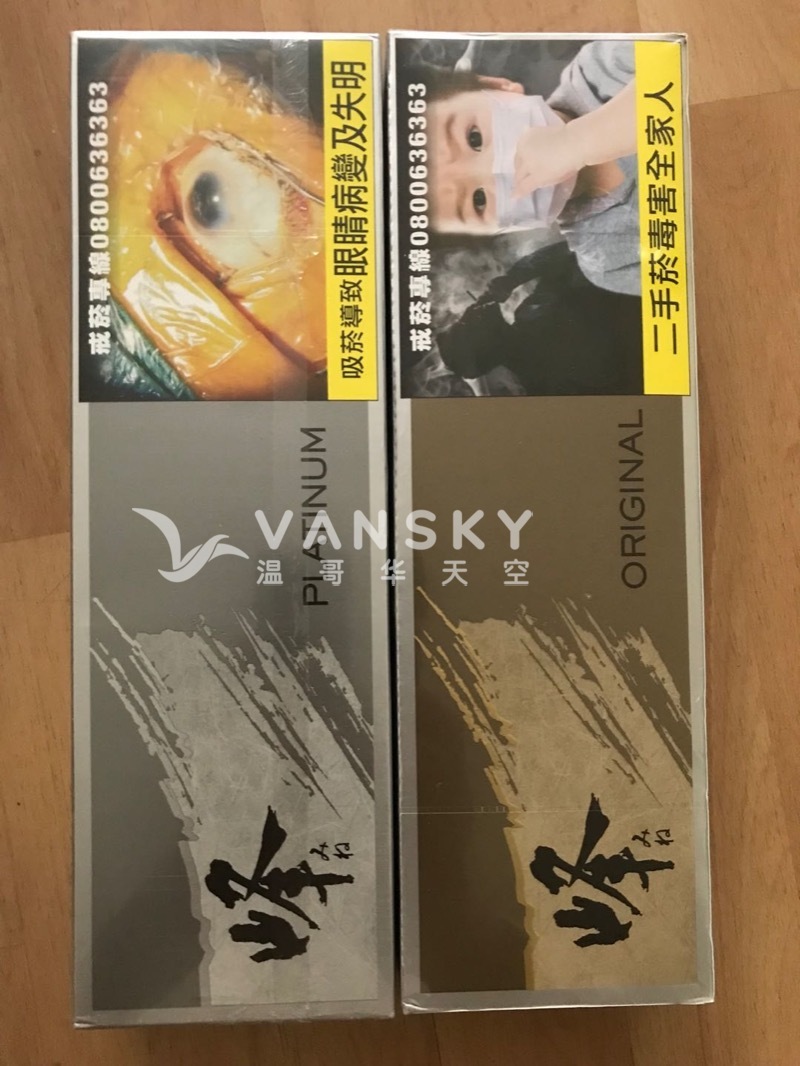 戒菸專線0800636363
吸菸導致眼睛病變及失明
PLATINUM
峰
みね
戒菸專線0800636363
二手菸毒害全家人
ORIGINAL
峰
みね
VANSKY
温哥华天空